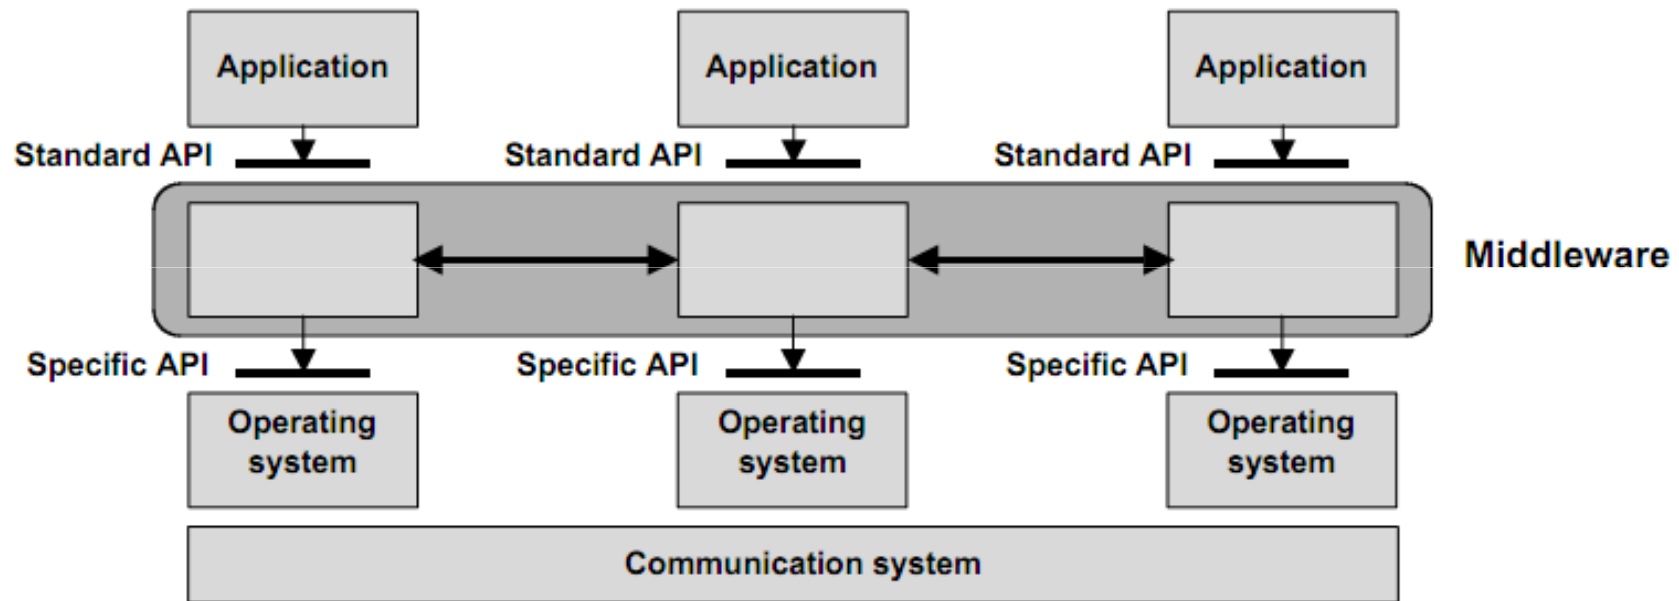 Application
Application
Application
Standard API
Standard API
Standard API
Middleware
Specific API
Specific API
Specific API
Operating
system
Operating
system
Operating
system
Communication system